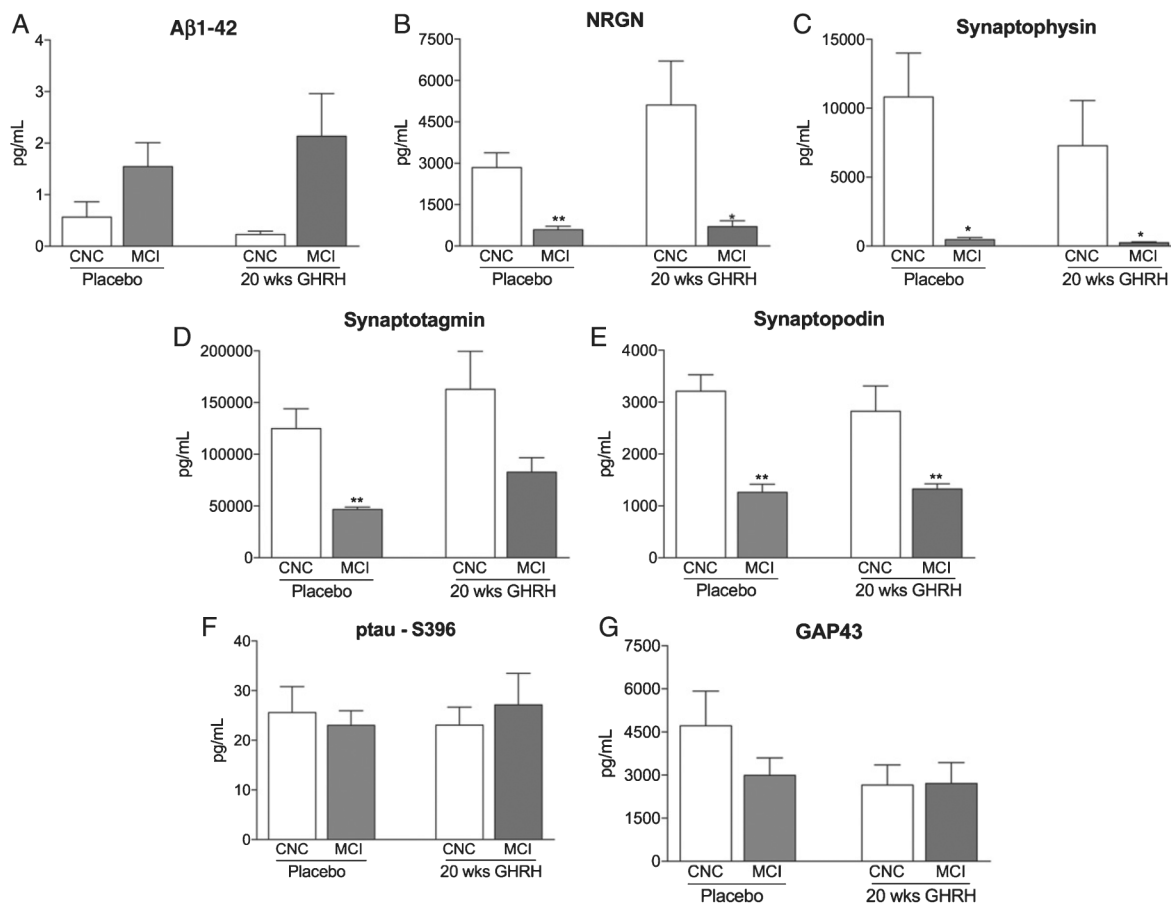 A
Aβ1-42
4
3
2
1
0
pg/mL
CNC MCI CNC MCI
Placebo 20 wks GHRH
B
NRGN
7500
6000
4500
3000
1500
0
pg/mL
** *
CNC MCI CNC MCI
Placebo 20 wks GHRH
C
Synaptophysin
15000
10000
5000
0
pg/mL
* *
CNC MCI CNC MCI
Placebo 20 wks GHRH
D
Synaptotagmin
200000
150000
100000
50000
0
pg/mL
**
CNC MCI CNC MCI
Placebo 20 wks GHRH
E
Synaptopodin
4000
3000
2000
1000
0
pg/mL
** **
CNC MCI CNC MCI
Placebo 20 wks GHRH
F
ptau - S396
40
30
20
10
0
pg/mL
CNC MCI CNC MCI
Placebo 20 wks GHRH
G
GAP43
7500
6000
4500
3000
1500
0
pg/mL
CNC MCI CNC MCI
Placebo 20 wks GHRH